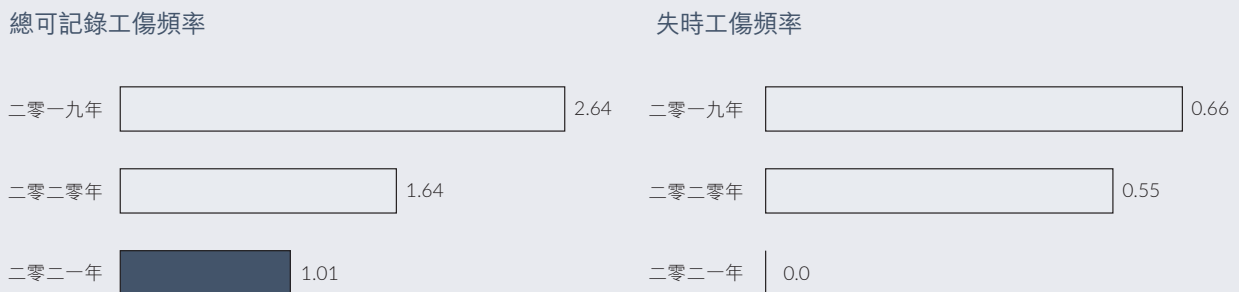 總可記錄工傷頻率
二零一九年 2.64
二零二零年 1.64
二零二一年 1.01
失時工傷頻率
二零一九年 0.66
二零二零年 0.55
二零二一年 0.0